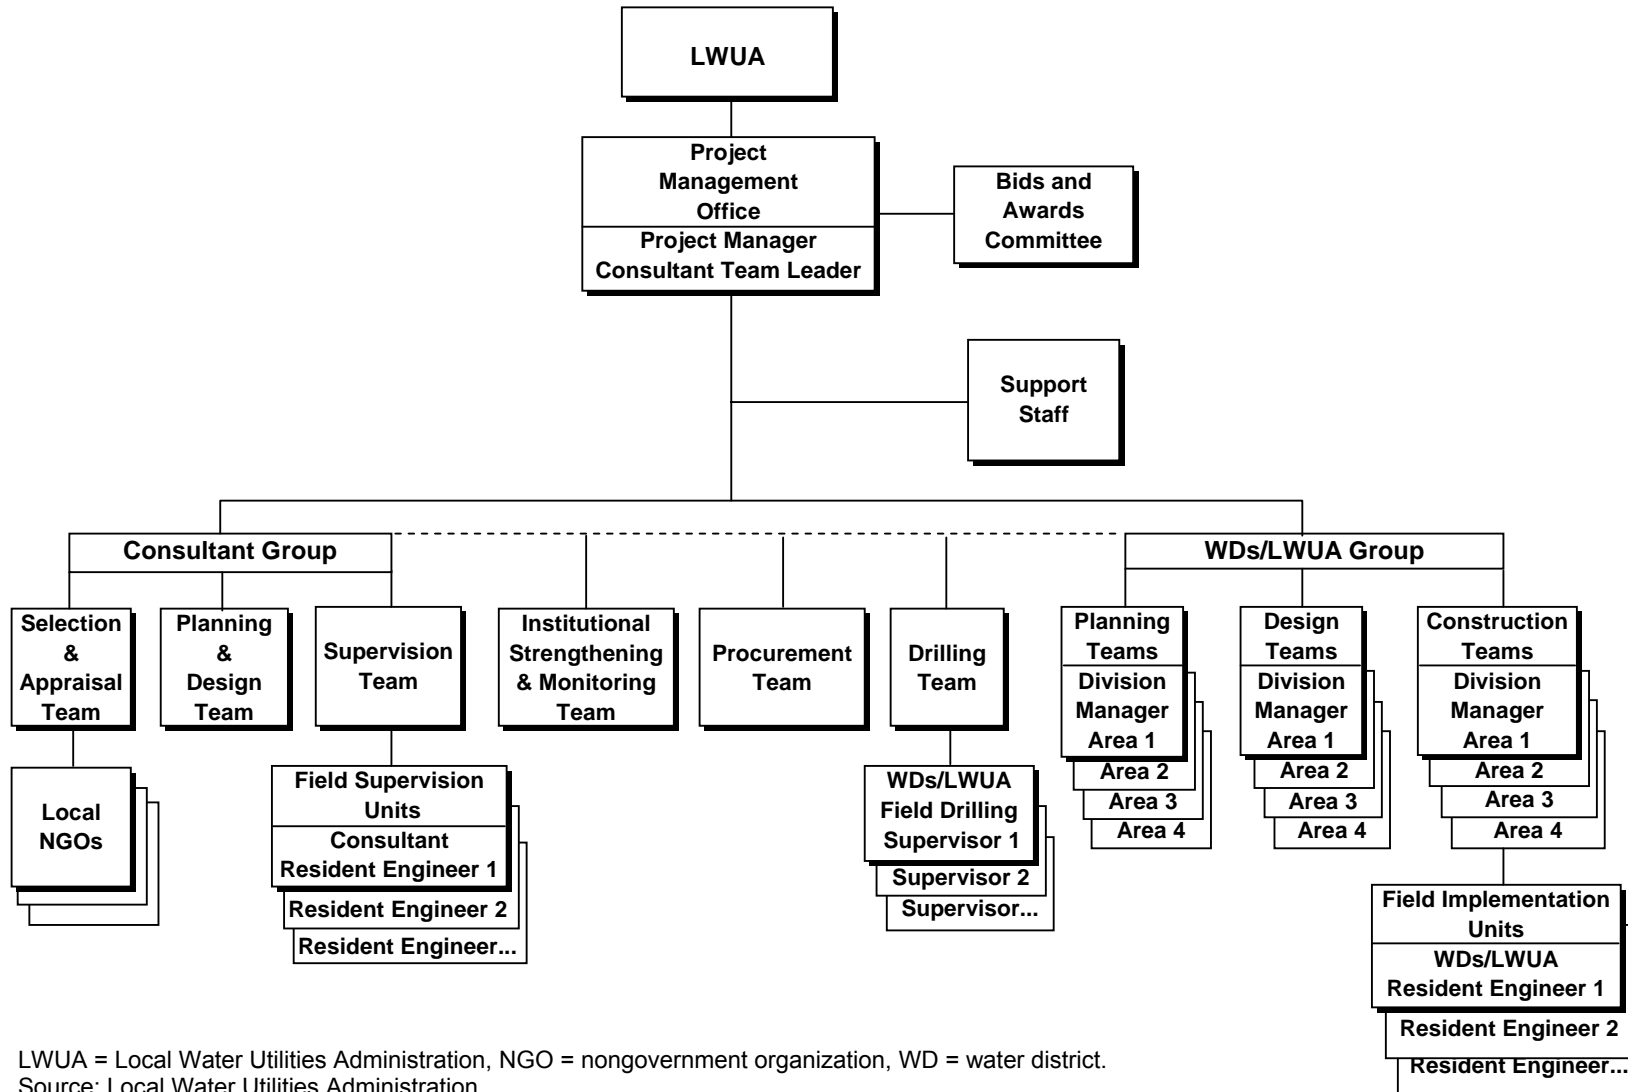 LWUA
Project
Management
Office
Project Manager
Consultant Team Leader
Bids and
Awards
Committee
Support
Staff
Consultant Group
WDs/LWUA Group
Selection
&
Appraisal
Team
Planning
&
Design
Team
Supervision
Team
Institutional
Strengthening
& Monitoring
Team
Procurement
Team
Drilling
Team
Planning
Teams
Division
Manager
Area 1
Area 2
Area 3
Area 4
Design
Teams
Division
Manager
Area 1
Area 2
Area 3
Area 4
Construction
Teams
Division
Manager
Area 1
Area 2
Area 3
Area 4
Local
NGOs
Field Supervision
Units
Consultant
Resident Engineer 1
Resident Engineer 2
Resident Engineer...
WDs/LWUA
Field Drilling
Supervisor 1
Supervisor 2
Supervisor...
Field Implementation
Units
WDs/LWUA
Resident Engineer 1
Resident Engineer 2
Resident Engineer...
LWUA = Local Water Utilities Administration, NGO = nongovernment organization, WD = water district.
Source: Local Water Utilities Administration